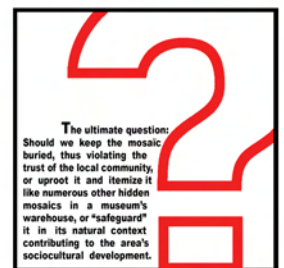 The ultimate question:
Should we keep the mosaic
buried, thus violating the
trust of the local community,
or uproot it and itemize it
like numerous other hidden
mosaics in a museum's
warehouse, or "safeguard"
it in its natural context
contributing to the area's
sociocultural development.
?